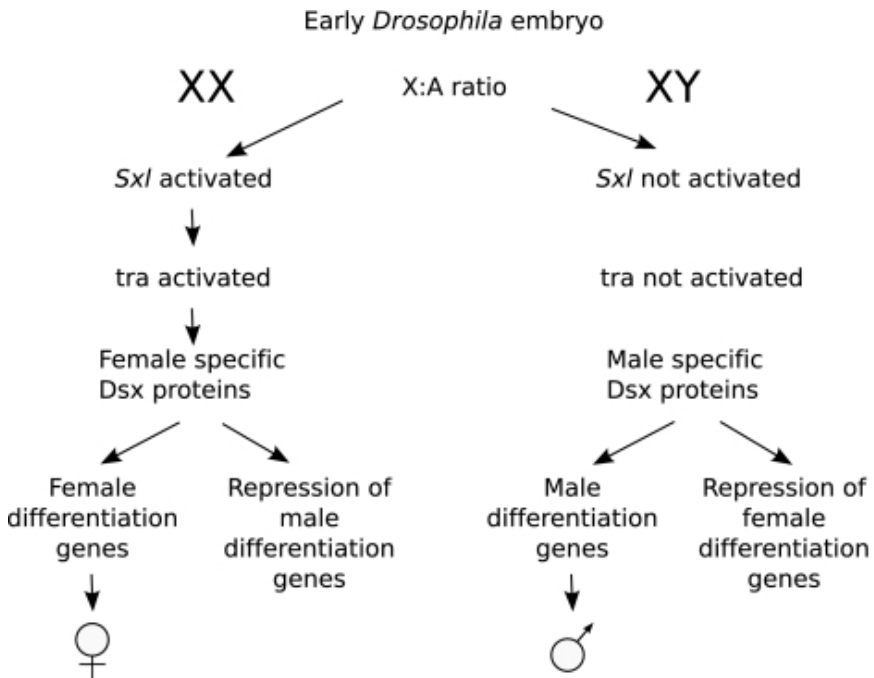 Early Drosophila embryo
XX
X:A ratio
XY
Sxl activated
Sxl not activated
tra activated
tra not activated
Female specific
Dsx proteins
Male specific
Dsx proteins
Female
differentiation
genes
Repression of
male
differentiation
genes
Male
differentiation
genes
Repression of
female
differentiation
genes